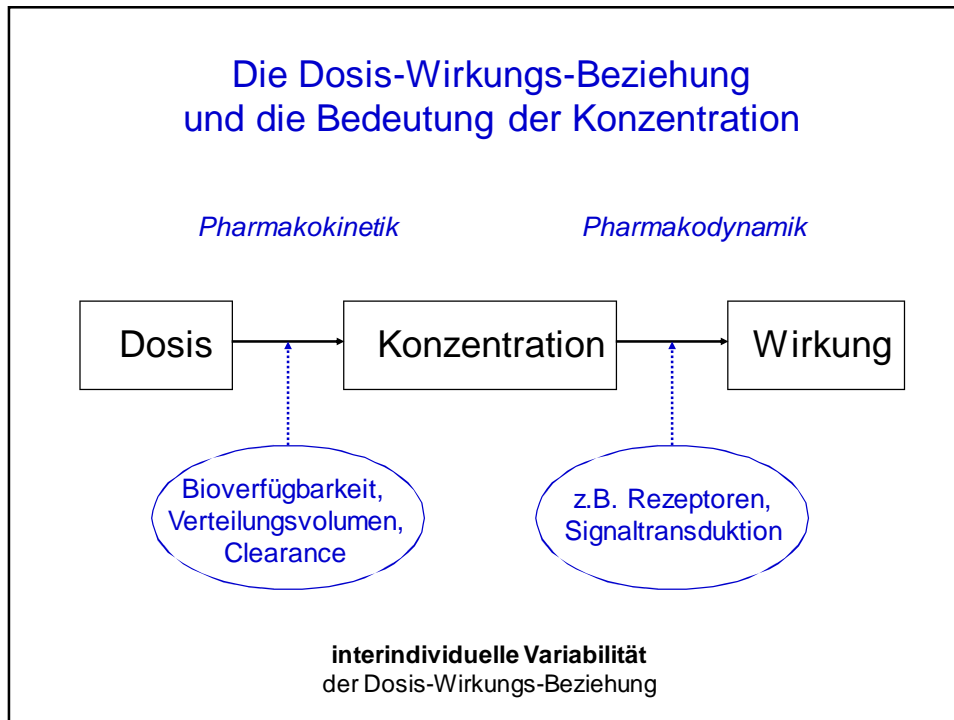 Die Dosis-Wirkungs-Beziehung
und die Bedeutung der Konzentration
Pharmakokinetik
Pharmakodynamik
Dosis
Konzentration
Wirkung
Bioverfügbarkeit,
Verteilungsvolumen,
Clearance
z.B. Rezeptoren,
Signaltransduktion
interindividuelle Variabilität
der Dosis-Wirkungs-Beziehung